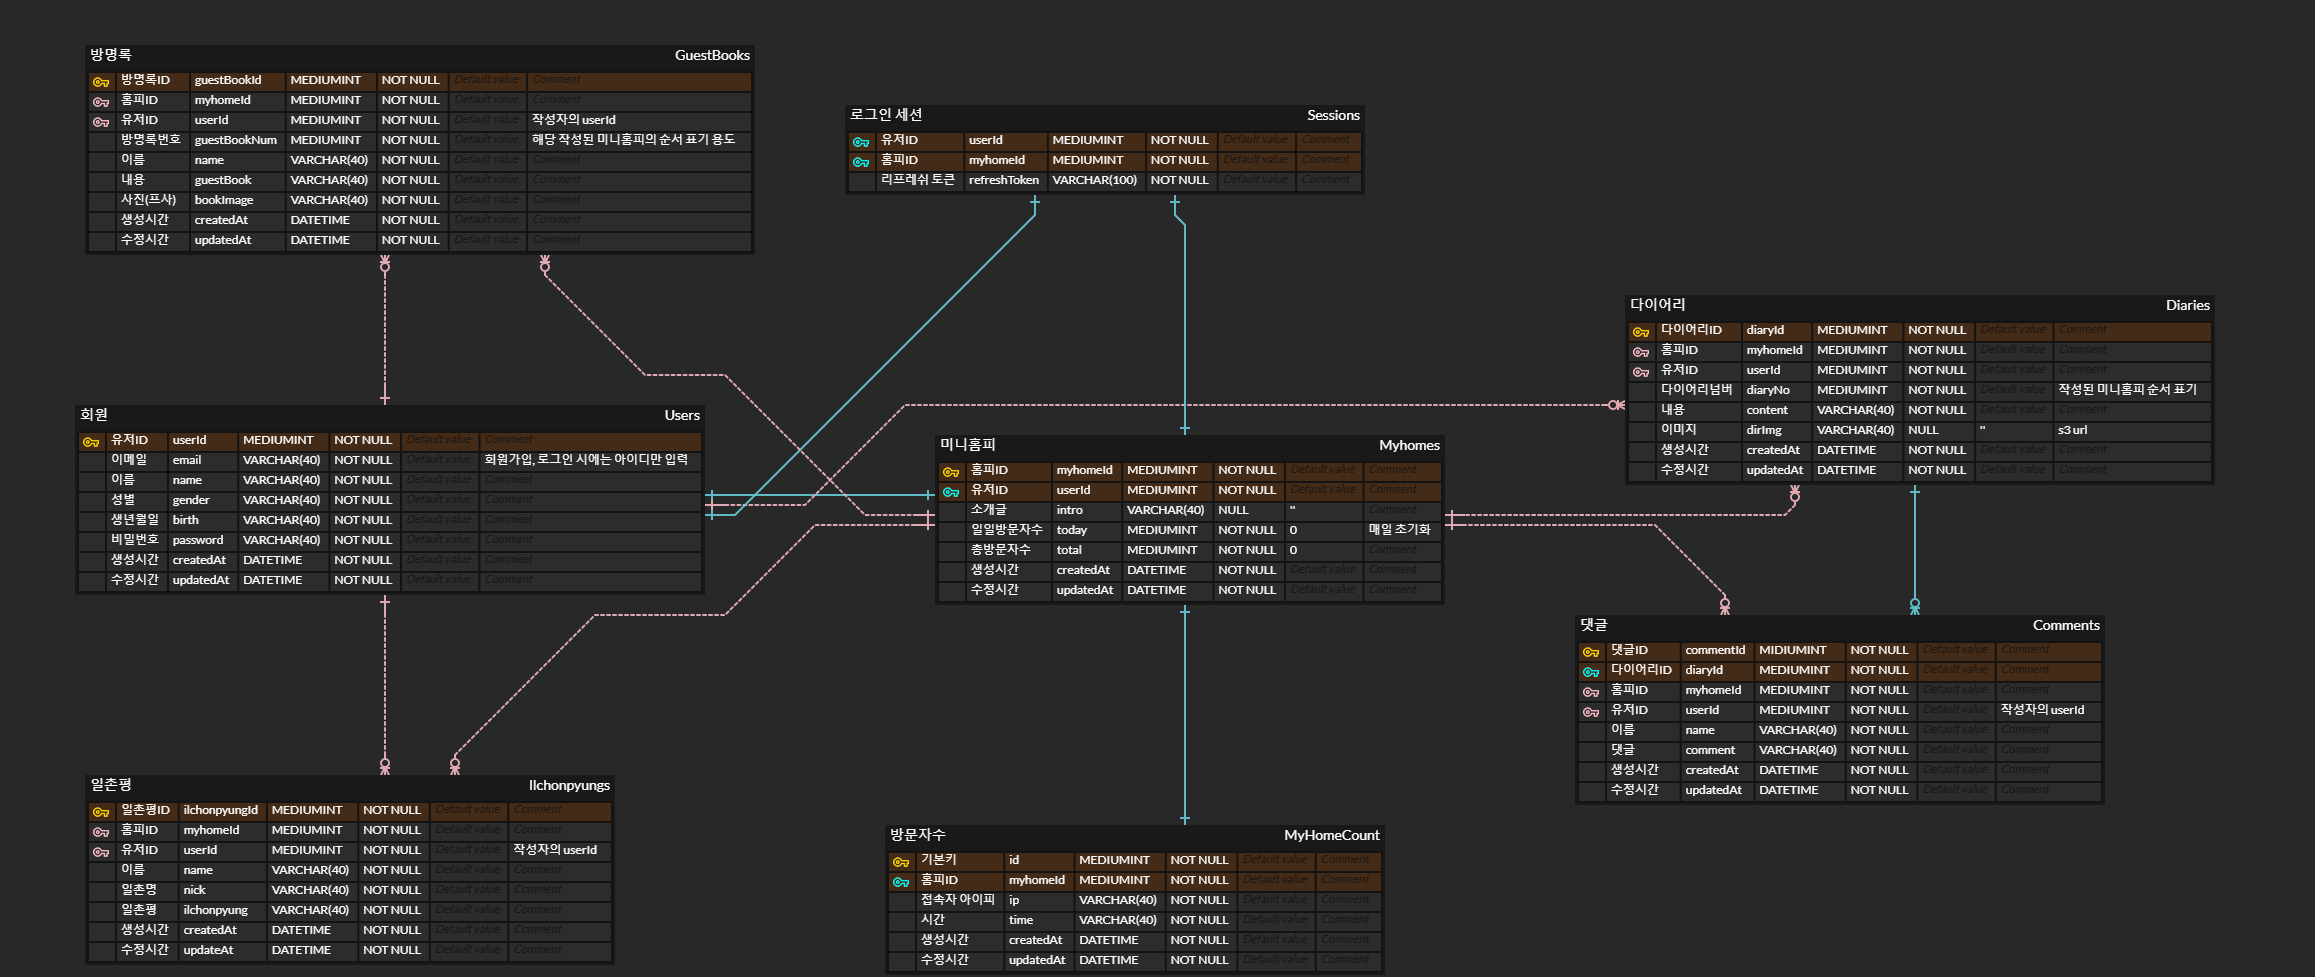 방명록 GuestBooks
방명록ID guestBookId MEDIUMINT NOT NULL Default value Comment
홈피ID myhomeId MEDIUMINT NOT NULL Default value Comment
유저ID userId MEDIUMINT NOT NULL Default value 작성자의 userId
방명록번호 guestBookNum MEDIUMINT NOT NULL Default value 해당 작성된 미니홈피의 순서 표기 용도
이름 name VARCHAR(40) NOT NULL Default value Comment
내용 guestBook VARCHAR(40) NOT NULL Default value Comment
사진(프사) bookImage VARCHAR(40) NOT NULL Default value Comment
생성시간 createdAt DATETIME NOT NULL Default value Comment
수정시간 updatedAt DATETIME NOT NULL Default value Comment
로그인 세션 Sessions
유저ID userId MEDIUMINT NOT NULL Default value Comment
홈피ID myhomeId MEDIUMINT NOT NULL Default value Comment
리프레쉬 토큰 refreshToken VARCHAR(100) NOT NULL Default value Comment
다이어리 Diaries
다이어리ID diaryId MEDIUMINT NOT NULL Default value Comment
홈피ID myhomeId MEDIUMINT NOT NULL Default value Comment
유저ID userId MEDIUMINT NOT NULL Default value Comment
다이어리넘버 diaryNo MEDIUMINT NOT NULL Default value 작성된 미니홈피 순서 표기
내용 content VARCHAR(40) NOT NULL Default value Comment
이미지 dirImg VARCHAR(40) NULL '' s3 url
생성시간 createdAt DATETIME NOT NULL Default value Comment
수정시간 updatedAt DATETIME NOT NULL Default value Comment
회원 Users
유저ID userId MEDIUMINT NOT NULL Default value Comment
이메일 email VARCHAR(40) NOT NULL Default value 회원가입, 로그인 시에는 아이디만 입력
이름 name VARCHAR(40) NOT NULL Default value Comment
성별 gender VARCHAR(40) NOT NULL Default value Comment
생년월일 birth VARCHAR(40) NOT NULL Default value Comment
비밀번호 password VARCHAR(40) NOT NULL Default value Comment
생성시간 createdAt DATETIME NOT NULL Default value Comment
수정시간 updatedAt DATETIME NOT NULL Default value Comment
미니홈피 Myhomes
홈피ID myhomeId MEDIUMINT NOT NULL Default value Comment
유저ID userId MEDIUMINT NOT NULL Default value Comment
소개글 intro VARCHAR(40) NULL '' Comment
일일방문자수 today MEDIUMINT NOT NULL 0 매일 초기화
총방문자수 total MEDIUMINT NOT NULL 0 Comment
생성시간 createdAt DATETIME NOT NULL Default value Comment
수정시간 updatedAt DATETIME NOT NULL Default value Comment
댓글 Comments
댓글ID commentId MIDIUMINT NOT NULL Default value Comment
다이어리ID diaryId MEDIUMINT NOT NULL Default value Comment
홈피ID myhomeId MEDIUMINT NOT NULL Default value Comment
유저ID userId MEDIUMINT NOT NULL Default value 작성자의 userId
이름 name VARCHAR(40) NOT NULL Default value Comment
댓글 comment VARCHAR(40) NOT NULL Default value Comment
생성시간 createdAt DATETIME NOT NULL Default value Comment
수정시간 updatedAt DATETIME NOT NULL Default value Comment
일촌평 Ilchonpyungs
일촌평ID ilchonpyungId MEDIUMINT NOT NULL Default value Comment
홈피ID myhomeId MEDIUMINT NOT NULL Default value Comment
유저ID userId MEDIUMINT NOT NULL Default value 작성자의 userId
이름 name VARCHAR(40) NOT NULL Default value Comment
일촌명 nick VARCHAR(40) NOT NULL Default value Comment
일촌평 ilchonpyung VARCHAR(40) NOT NULL Default value Comment
생성시간 createdAt DATETIME NOT NULL Default value Comment
수정시간 updateAt DATETIME NOT NULL Default value Comment
방문자수 MyHomeCount
기본키 id MEDIUMINT NOT NULL Default value Comment
홈피ID myhomeId MEDIUMINT NOT NULL Default value Comment
접속자 아이피 ip VARCHAR(40) NOT NULL Default value Comment
시간 time VARCHAR(40) NOT NULL Default value Comment
생성시간 createdAt DATETIME NOT NULL Default value Comment
수정시간 updatedAt DATETIME NOT NULL Default value Comment